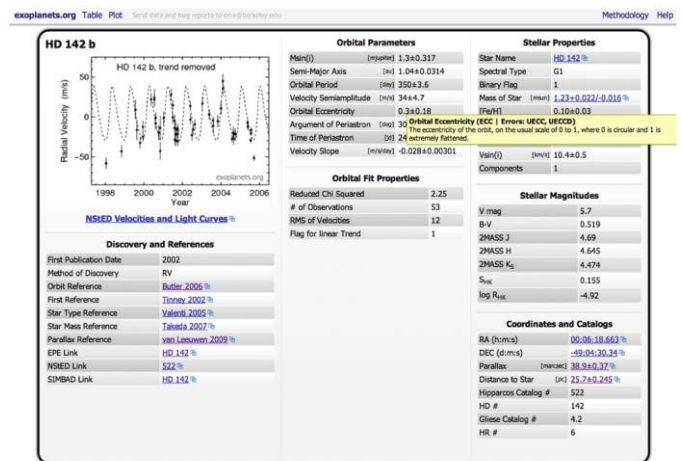 exoplanets.org Table Plot Send data and bug reports to error@berkeley.edu Methodology Help
HD 142 b
HD 142 b, trend removed
Radial Velocity (m/s)
50
0
−50
1998 2000 2002 2004 2006
Year
exoplanets.org
NStED Velocities and Light Curves
Discovery and References
First Publication Date 2002
Method of Discovery RV
Orbit Reference Butler 2006
First Reference Tinney 2002
Star Type Reference Valenti 2005
Star Mass Reference Takeda 2007
Parallax Reference van Leeuwen 2009
EPE Link HD 142
NStED Link 522
SIMBAD Link HD 142
Orbital Parameters
Msin(i) [mjupiter] 1.3±0.317
Semi-Major Axis [au] 1.04±0.0314
Orbital Period [day] 350±3.6
Velocity Semiamplitude [m/s] 34±4.7
Orbital Eccentricity 0.3±0.18
Argument of Periastron [deg] 30
Time of Periastron [jd] 24
Velocity Slope [m/s/day] -0.028±0.00301
Orbital Eccentricity (ECC | Errors: UECC, UECCD)
The eccentricity of the orbit, on the usual scale of 0 to 1, where 0 is circular and 1 is
extremely flattened.
Orbital Fit Properties
Reduced Chi Squared 2.25
# of Observations 53
RMS of Velocities 12
Flag for linear Trend 1
Stellar Properties
Star Name HD 142
Spectral Type G1
Binary Flag 1
Mass of Star [msun] 1.23+0.022/-0.016
[Fe/H] 0.10±0.03
Vsin(i) [km/s] 10.4±0.5
Components 1
Stellar Magnitudes
V mag 5.7
B-V 0.519
2MASS J 4.69
2MASS H 4.645
2MASS KS 4.474
SHK 0.155
log RHK -4.92
Coordinates and Catalogs
RA (h:m:s) 00:06:18.663
DEC (d:m:s) -49:04:30.34
Parallax [marcsec] 38.9±0.37
Distance to Star [pc] 25.7±0.245
Hipparcos Catalog # 522
HD # 142
Gliese Catalog # 4.2
HR # 6